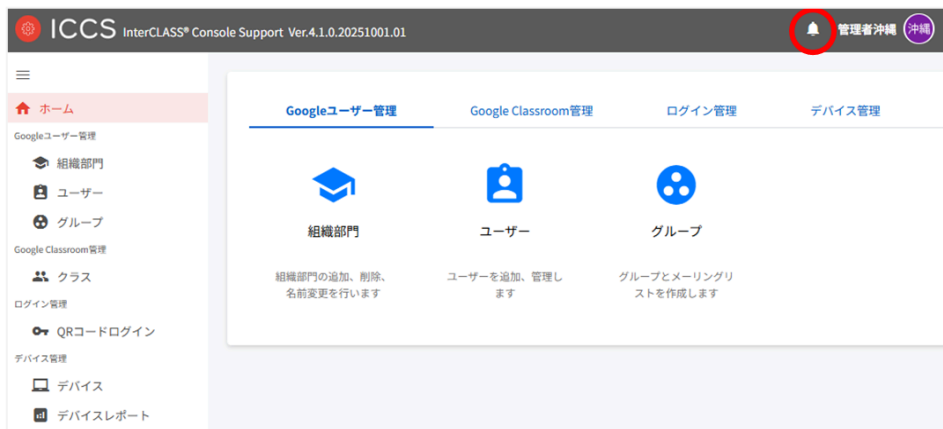 ICCS InterCLASS® Console Support Ver.4.1.0.20251001.01
管理者沖縄 沖縄
ホーム
Googleユーザー管理
組織部門
ユーザー
グループ
Google Classroom管理
クラス
ログイン管理
QRコードログイン
デバイス管理
デバイス
デバイスレポート
Googleユーザー管理 Google Classroom管理 ログイン管理 デバイス管理
組織部門
組織部門の追加、削除、
名前変更を行います
ユーザー
ユーザーを追加、管理し
ます
グループ
グループとメーリングリ
ストを作成します